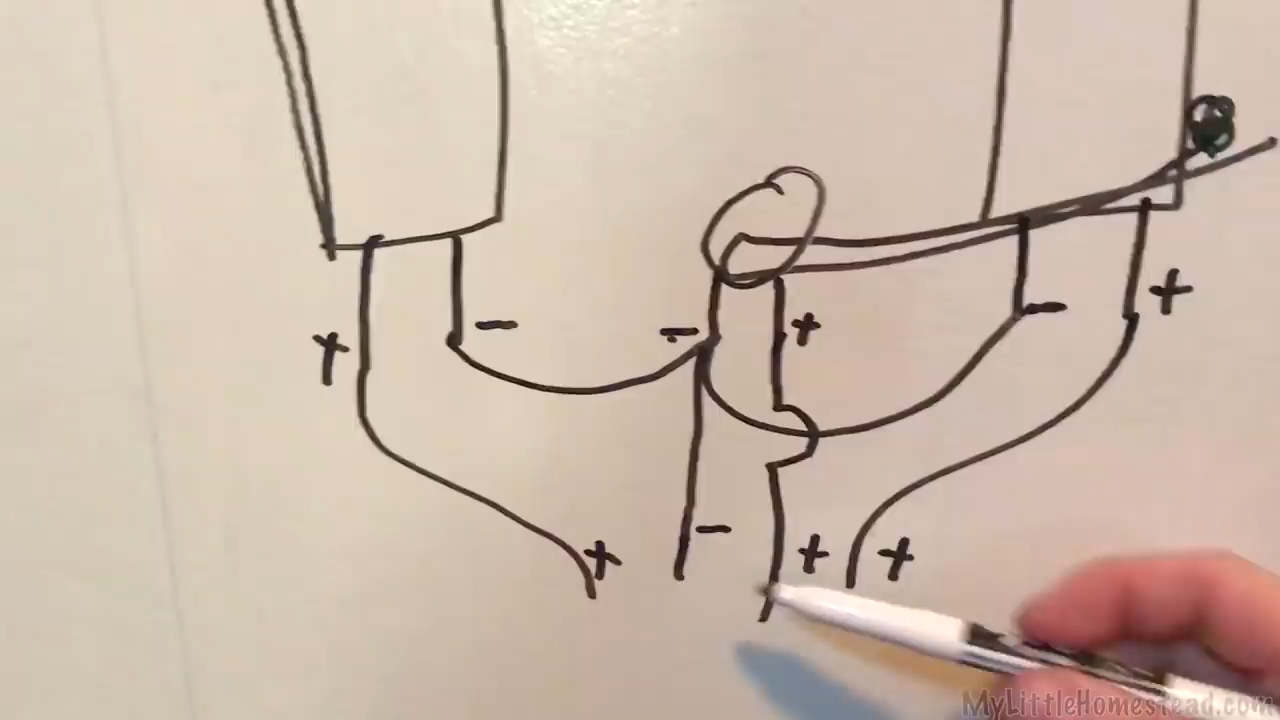 - - + - +
+
- + +
+
MyLittleHomestead.com